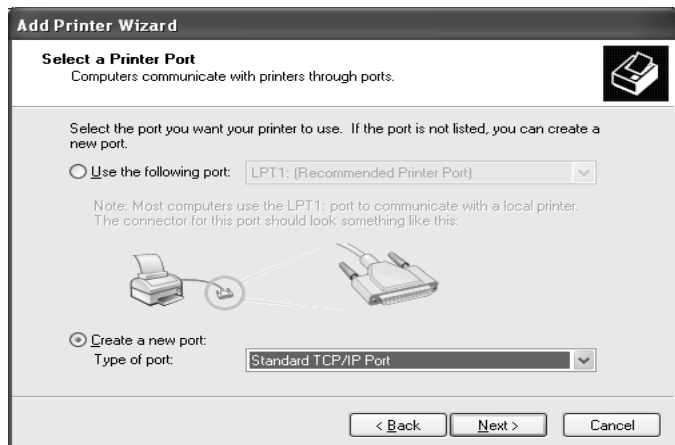 Add Printer Wizard
Select a Printer Port
Computers communicate with printers through ports.
Select the port you want your printer to use.  If the port is not listed, you can create a
new port.
Use the following port:
LPT1: (Recommended Printer Port)
Note: Most computers use the LPT1: port to communicate with a local printer.
The connector for this port should look something like this:
Create a new port:
Type of port:
Standard TCP/IP Port
< Back
Next >
Cancel